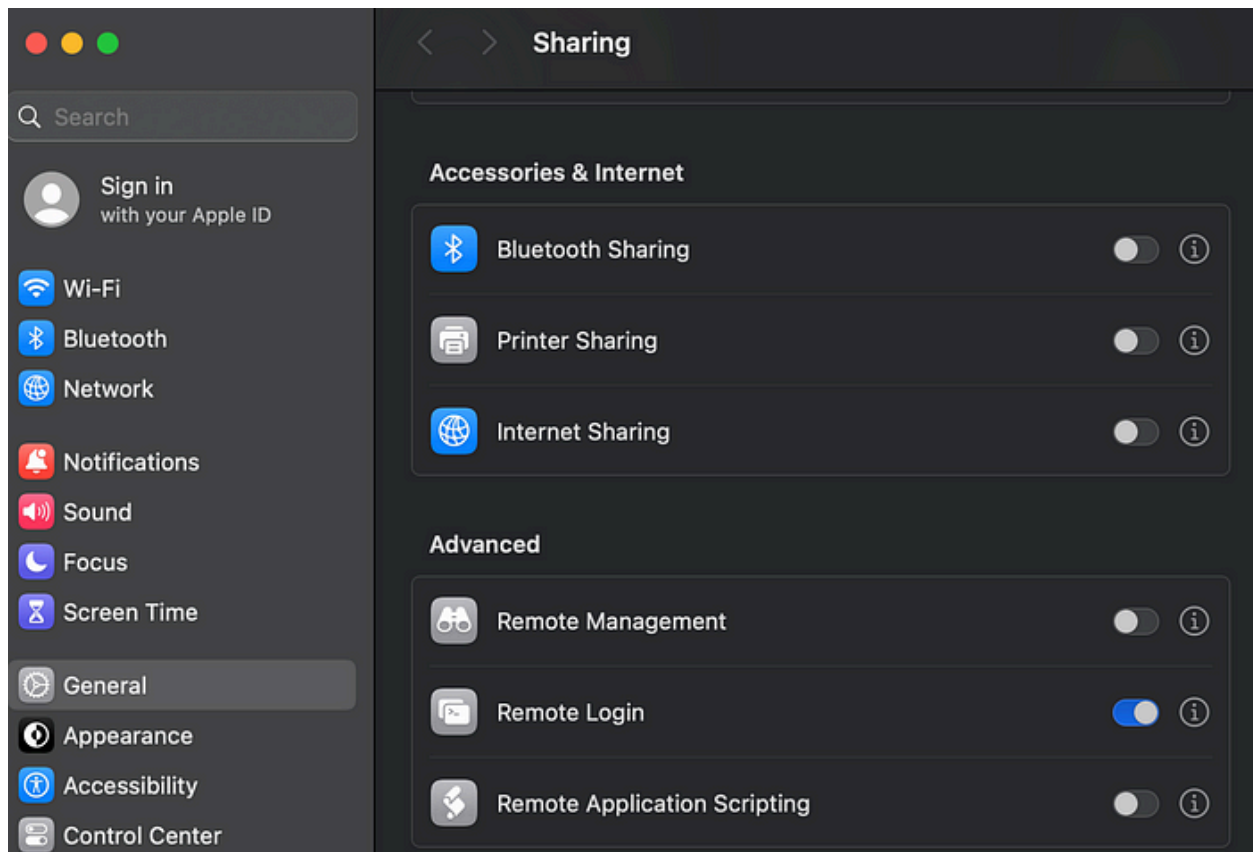 Sharing
Search
Sign in
with your Apple ID
Wi-Fi
Bluetooth
Network
Notifications
Sound
Focus
Screen Time
General
Appearance
Accessibility
Control Center
Accessories & Internet
Bluetooth Sharing
Printer Sharing
Internet Sharing
Advanced
Remote Management
Remote Login
Remote Application Scripting